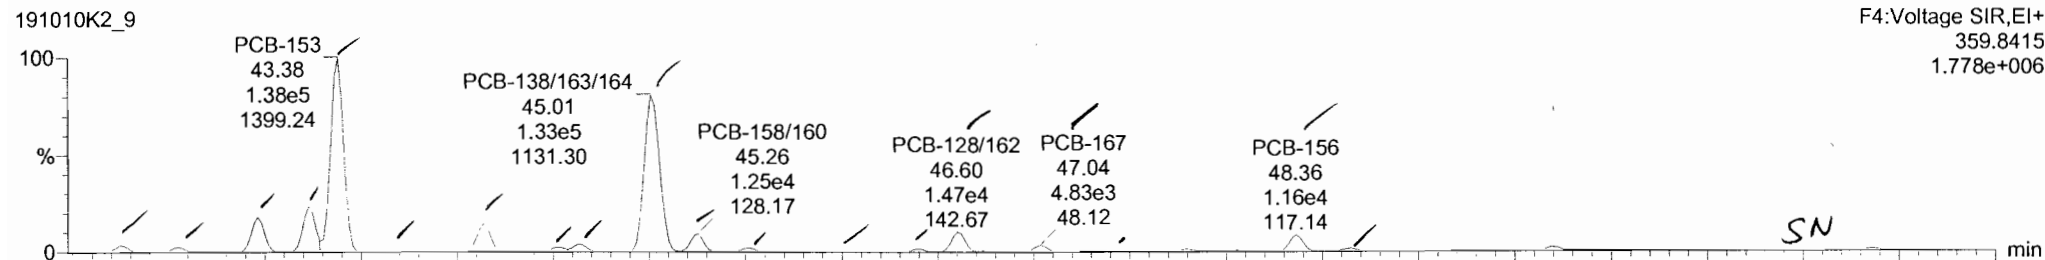 191010K2_9
F4:Voltage SIR,EI+
359.8415
1.778e+006
100
%
0
PCB-153
43.38
1.38e5
1399.24
PCB-138/163/164
45.01
1.33e5
1131.30
PCB-158/160
45.26
1.25e4
128.17
PCB-128/162
46.60
1.47e4
142.67
PCB-167
47.04
4.83e3
48.12
PCB-156
48.36
1.16e4
117.14
SN
min